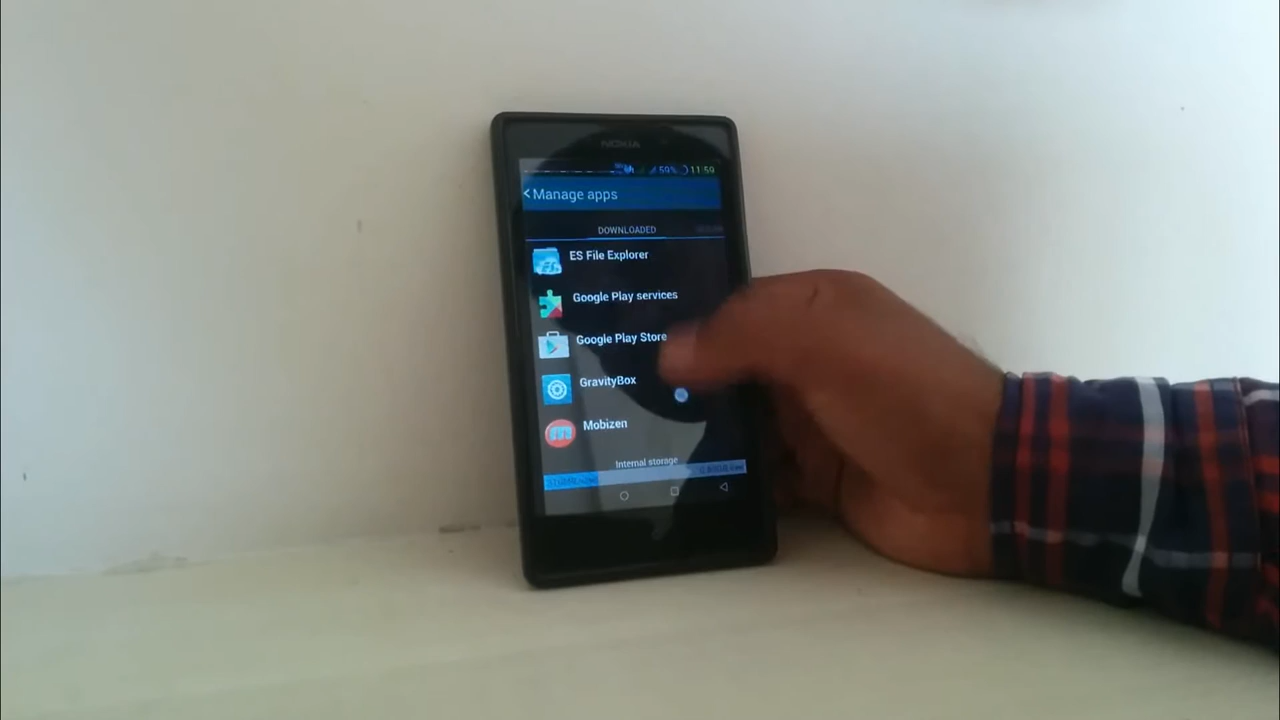 NOKIA
59% 11:59
< Manage apps
DOWNLOADED
ES File Explorer
Google Play services
Google Play Store
GravityBox
Mobizen
Internal storage